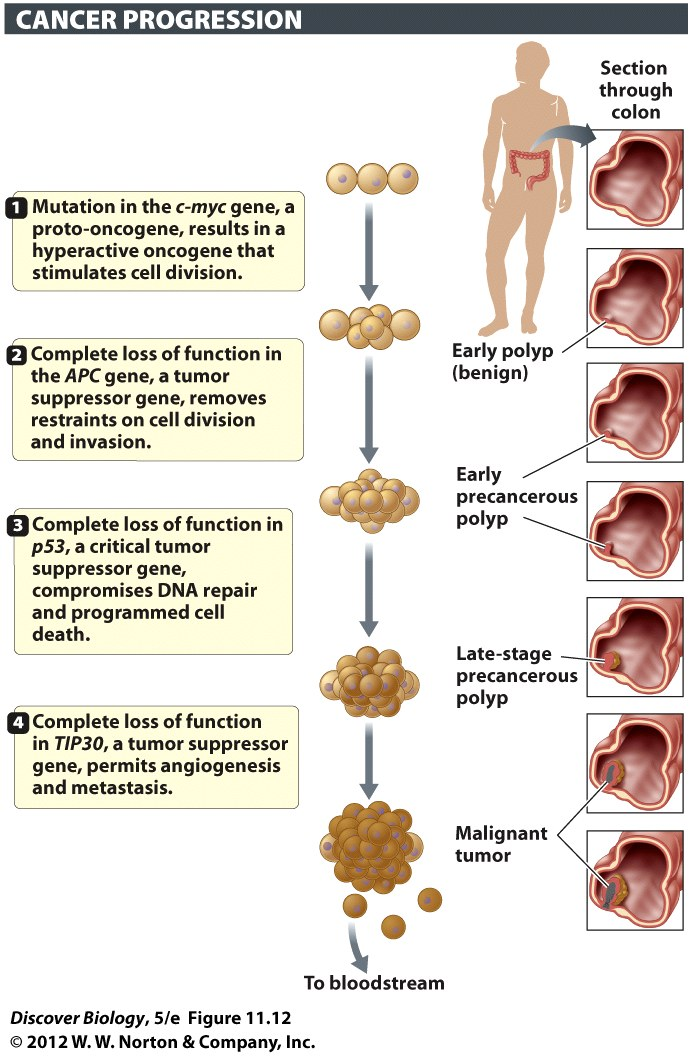 CANCER PROGRESSION
Section
through
colon
1 Mutation in the c-myc gene, a
proto-oncogene, results in a
hyperactive oncogene that
stimulates cell division.
Early polyp
(benign)
2 Complete loss of function in
the APC gene, a tumor
suppressor gene, removes
restraints on cell division
and invasion.
Early
precancerous
polyp
3 Complete loss of function in
p53, a critical tumor
suppressor gene,
compromises DNA repair
and programmed cell
death.
Late-stage
precancerous
polyp
4 Complete loss of function
in TIP30, a tumor suppressor
gene, permits angiogenesis
and metastasis.
Malignant
tumor
To bloodstream
Discover Biology, 5/e Figure 11.12
© 2012 W. W. Norton & Company, Inc.